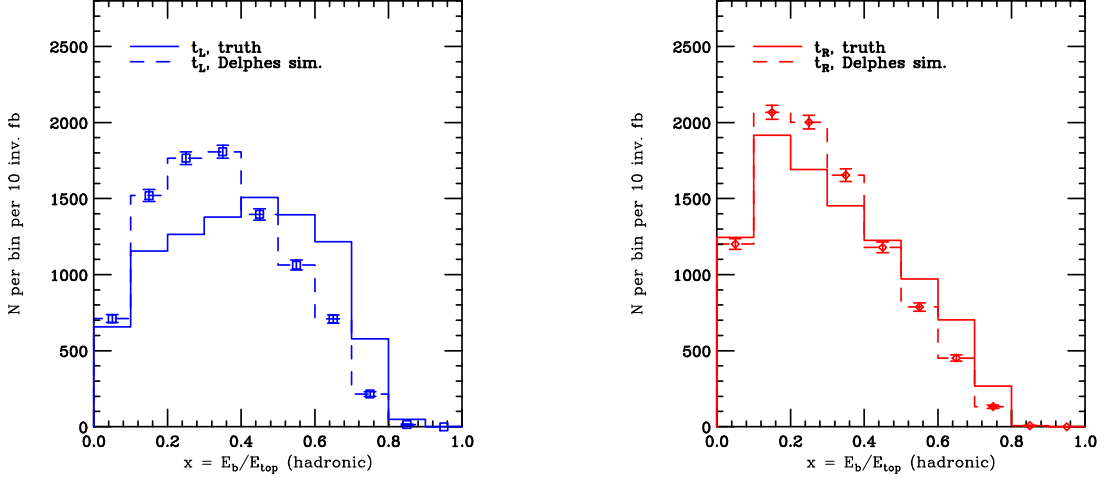 2500
2000
1500
1000
500
0
N per bin per 10 inv. fb
t_L, truth
t_L, Delphes sim.
0.0 0.2 0.4 0.6 0.8 1.0
x = E_b/E_top (hadronic)
2500
2000
1500
1000
500
0
N per bin per 10 inv. fb
t_R, truth
t_R, Delphes sim.
0.0 0.2 0.4 0.6 0.8 1.0
x = E_b/E_top (hadronic)